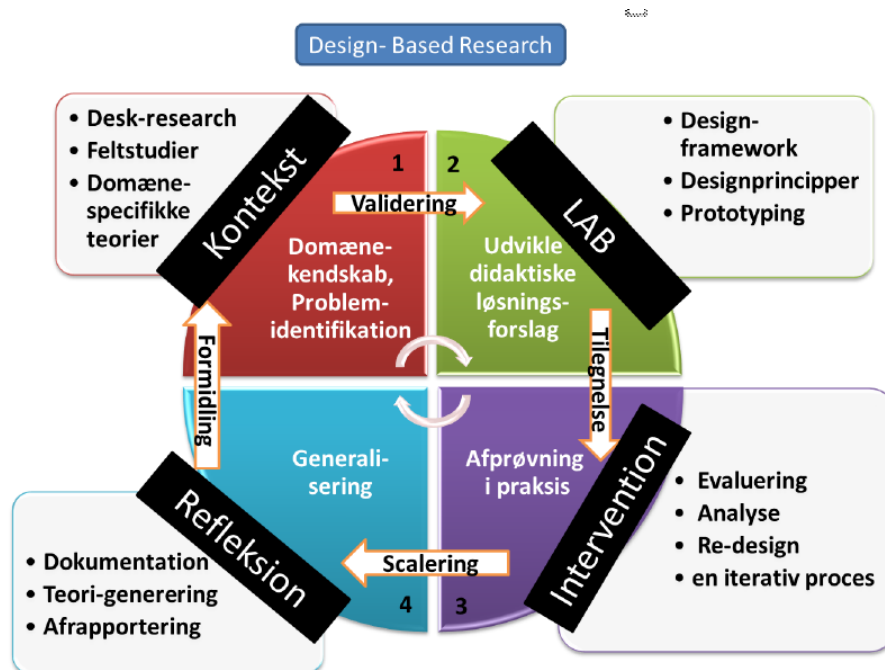 Design- Based Research
• Desk-research
• Feltstudier
• Domæne-
specifikke
teorier
Kontekst
1
Domæne-
kendskab,
Problem-
identifikation
Validering
2
Udvikle
didaktiske
løsnings-
forslag
LAB
• Design-
framework
• Designprincipper
• Prototyping
Tilegnelse
Afprøvning
i praksis
3
Intervention
• Evaluering
• Analyse
• Re-design
• en iterativ proces
Scalering
Generali-
sering
4
Refleksion
• Dokumentation
• Teori-generering
• Afrapportering
Formidling